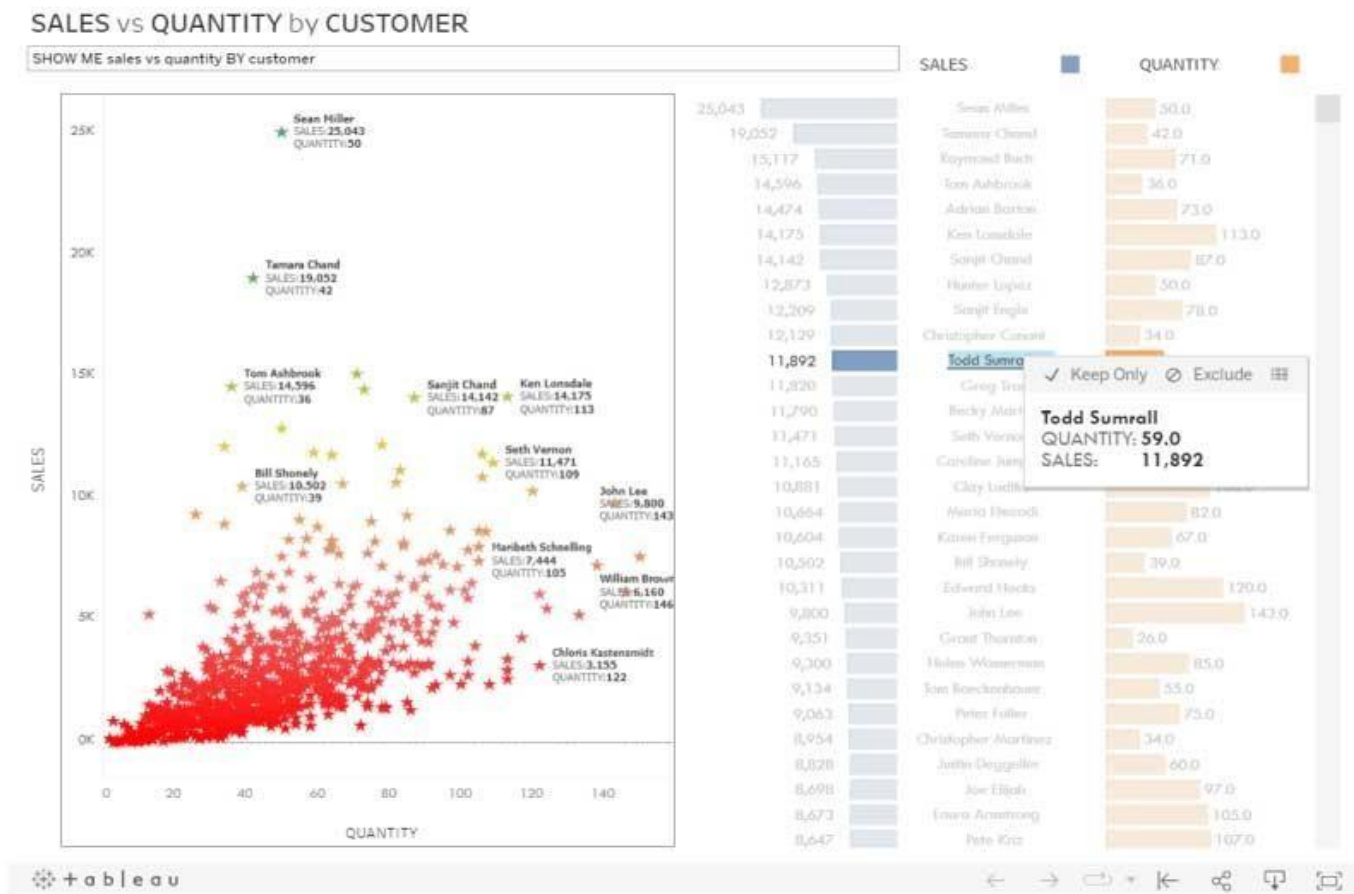 SALES vs QUANTITY by CUSTOMER
SHOW ME sales vs quantity BY customer
SALES
QUANTITY
25K
20K
15K
10K
5K
0K
SALES
0 20 40 60 80 100 120 140
QUANTITY
Sean Miller
SALES:25,043
QUANTITY:50
Tamara Chand
SALES:19,052
QUANTITY:42
Tom Ashbrook
SALES:14,596
QUANTITY:36
Sanjit Chand
SALES:14,142
QUANTITY:87
Ken Lonsdale
SALES:14,175
QUANTITY:113
Seth Vernon
SALES:11,471
QUANTITY:109
Bill Shonely
SALES:10,502
QUANTITY:39
John Lee
SALES:9,800
QUANTITY:143
Maribeth Schnelling
SALES:7,444
QUANTITY:105
William Brown
SALES:6,160
QUANTITY:146
Chloris Kastensmidt
SALES:3,155
QUANTITY:122
25,043 Sean Miller 50.0
19,052 Tamara Chand 42.0
15,117 Raymond Buch 71.0
14,596 Tom Ashbrook 36.0
14,474 Adrian Barton 73.0
14,175 Ken Lonsdale 113.0
14,142 Sanjit Chand 87.0
12,873 Hunter Lopez 50.0
12,209 Sanjit Engle 78.0
12,129 Christopher Conant 34.0
11,892 Todd Sumra
11,820 Greg
11,790 Becky
11,471 Seth
11,165 Caroline
10,881 Clay
10,664 Maria Etezadi 82.0
10,604 Karen Ferguson 67.0
10,502 Bill Shonely 39.0
10,311 Edward Hooks 120.0
9,800 John Lee 143.0
9,351 Grant Thornton 26.0
9,300 Helen Wasserman 85.0
9,134 Tom Boeckenhauer 55.0
9,063 Peter Fuller 75.0
8,954 Christopher Martinez 34.0
8,828 Justin Deggeller 60.0
8,698 Joe Elijah 97.0
8,673 Laura Armstrong 105.0
8,647 Pete Kriz 107.0
Keep Only Exclude
Todd Sumrall
QUANTITY: 59.0
SALES: 11,892
+ableau